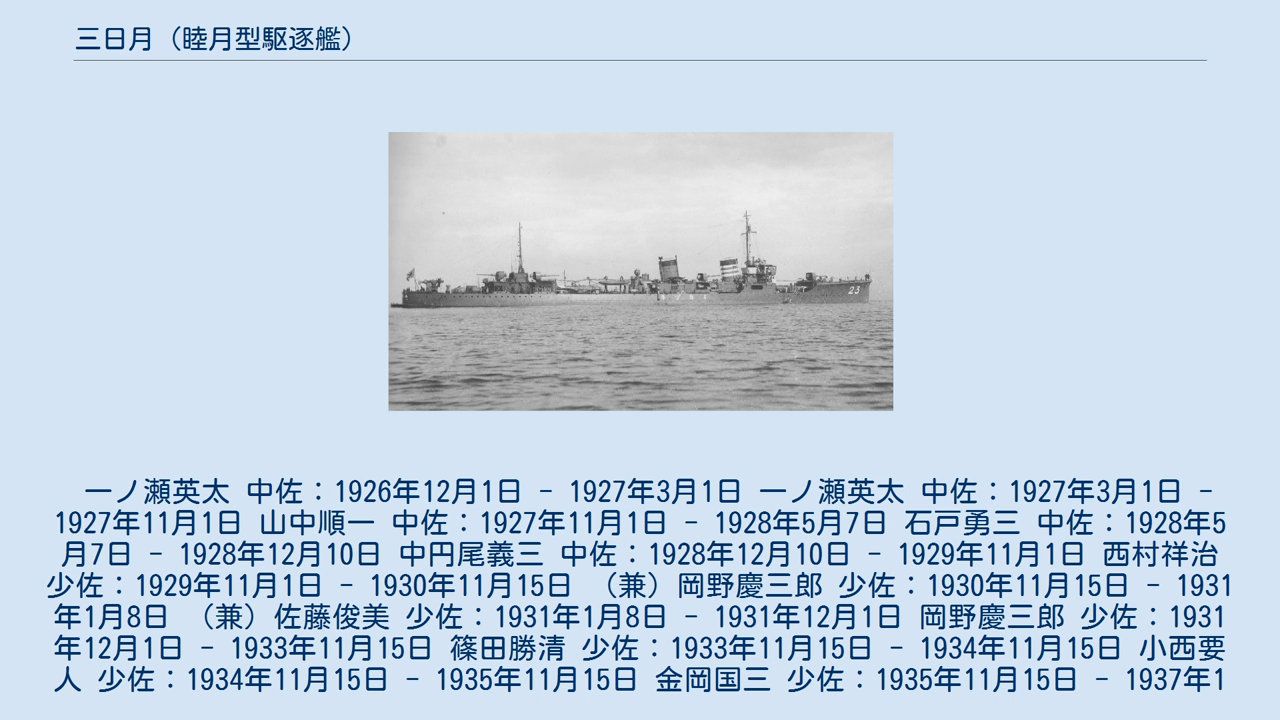 三日月（睦月型駆逐艦）
23
一ノ瀬英太 中佐：1926年12月1日 - 1927年3月1日 一ノ瀬英太 中佐：1927年3月1日 -
1927年11月1日 山中順一 中佐：1927年11月1日 - 1928年5月7日 石戸勇三 中佐：1928年5
月7日 - 1928年12月10日 中円尾義三 中佐：1928年12月10日 - 1929年11月1日 西村祥治
少佐：1929年11月1日 - 1930年11月15日 （兼）岡野慶三郎 少佐：1930年11月15日 - 1931
年1月8日 （兼）佐藤俊美 少佐：1931年1月8日 - 1931年12月1日 岡野慶三郎 少佐：1931
年12月1日 - 1933年11月15日 篠田勝清 少佐：1933年11月15日 - 1934年11月15日 小西要
人 少佐：1934年11月15日 - 1935年11月15日 金岡国三 少佐：1935年11月15日 - 1937年1